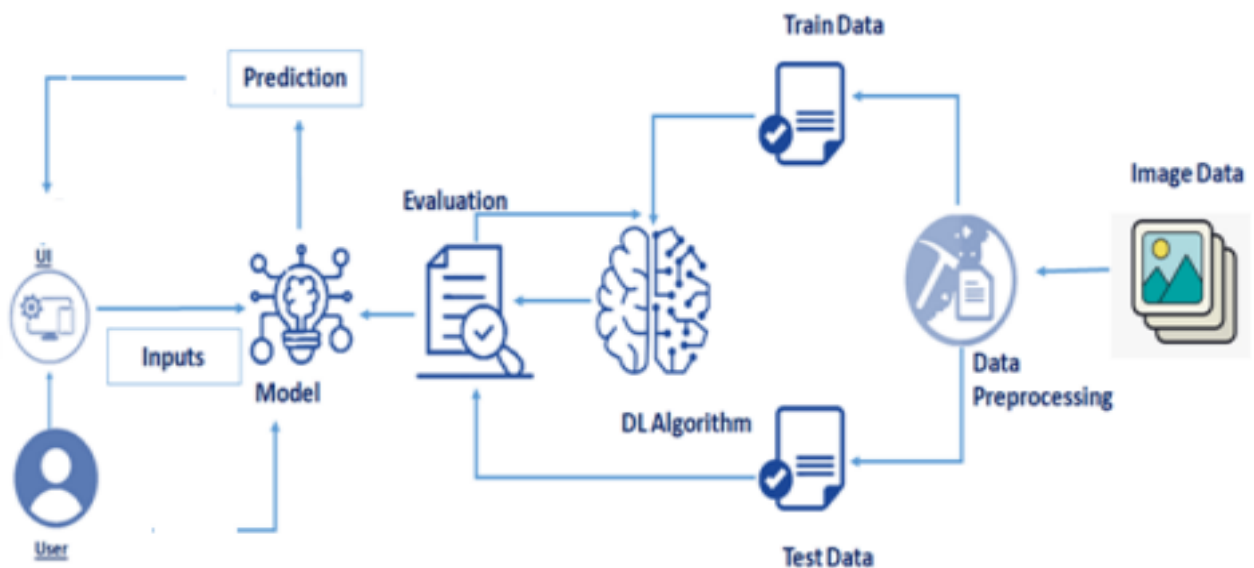 Train Data
Prediction
Image Data
Evaluation
UI
Inputs
Model
Data
Preprocessing
DL Algorithm
User
Test Data